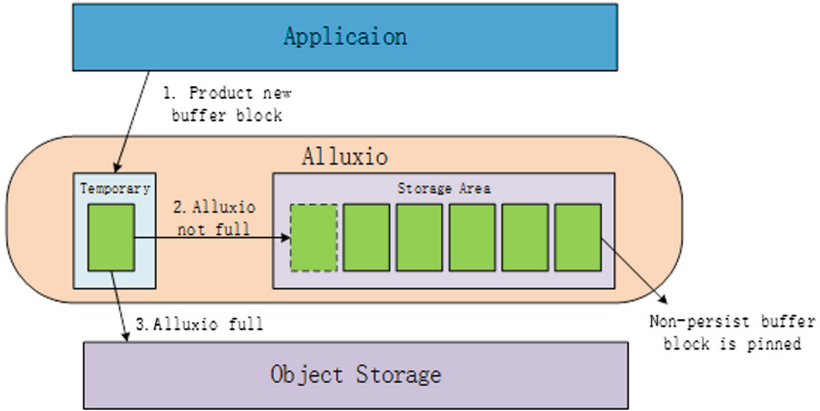 Applicaion
1. Product new
buffer block
Alluxio
Temporary
Storage Area
2.Alluxio
not full
3.Alluxio full
Non-persist buffer
block is pinned
Object Storage